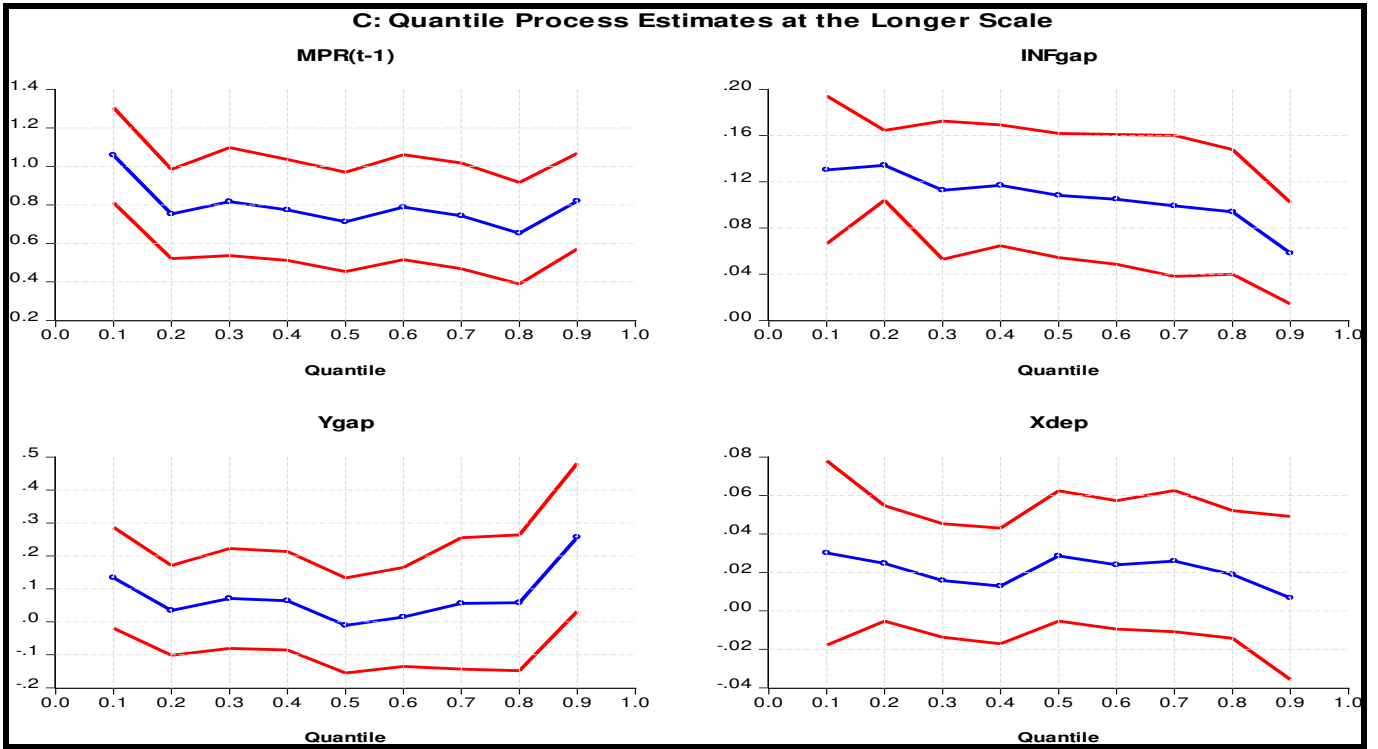 C: Quantile Process Estimates at the Longer Scale
MPR(t-1)
1.4
1.2
1.0
0.8
0.6
0.4
0.2
0.0 0.1 0.2 0.3 0.4 0.5 0.6 0.7 0.8 0.9 1.0
Quantile
INFgap
.20
.16
.12
.08
.04
.00
0.0 0.1 0.2 0.3 0.4 0.5 0.6 0.7 0.8 0.9 1.0
Quantile
Ygap
.5
.4
.3
.2
.1
.0
-.1
-.2
0.0 0.1 0.2 0.3 0.4 0.5 0.6 0.7 0.8 0.9 1.0
Quantile
Xdep
.08
.06
.04
.02
.00
-.02
-.04
0.0 0.1 0.2 0.3 0.4 0.5 0.6 0.7 0.8 0.9 1.0
Quantile